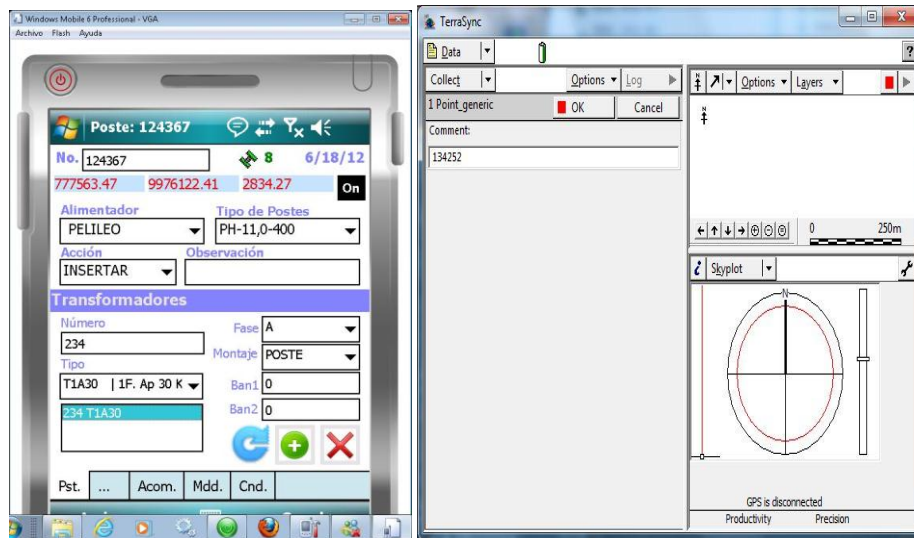 Windows Mobile 6 Professional - VGA
Archivo Flash Ayuda
Poste: 124367
No. 124367 8 6/18/12
777563.47 9976122.41 2834.27 On
Alimentador Tipo de Postes
PELILEO PH-11,0-400
Acción Observación
INSERTAR
Transformadores
Número Fase A
234 Montaje POSTE
Tipo
T1A30 | 1F. Ap 30 K Ban1 0
234 T1A30 Ban2 0
Pst. ... Acom. Mdd. Cnd.
TerraSync
Data ?
Collect Options Log
1 Point_generic OK Cancel
Comment:
134252
N Options Layers
N
0 250m
i Skyplot
N
GPS is disconnected
Productivity Precision